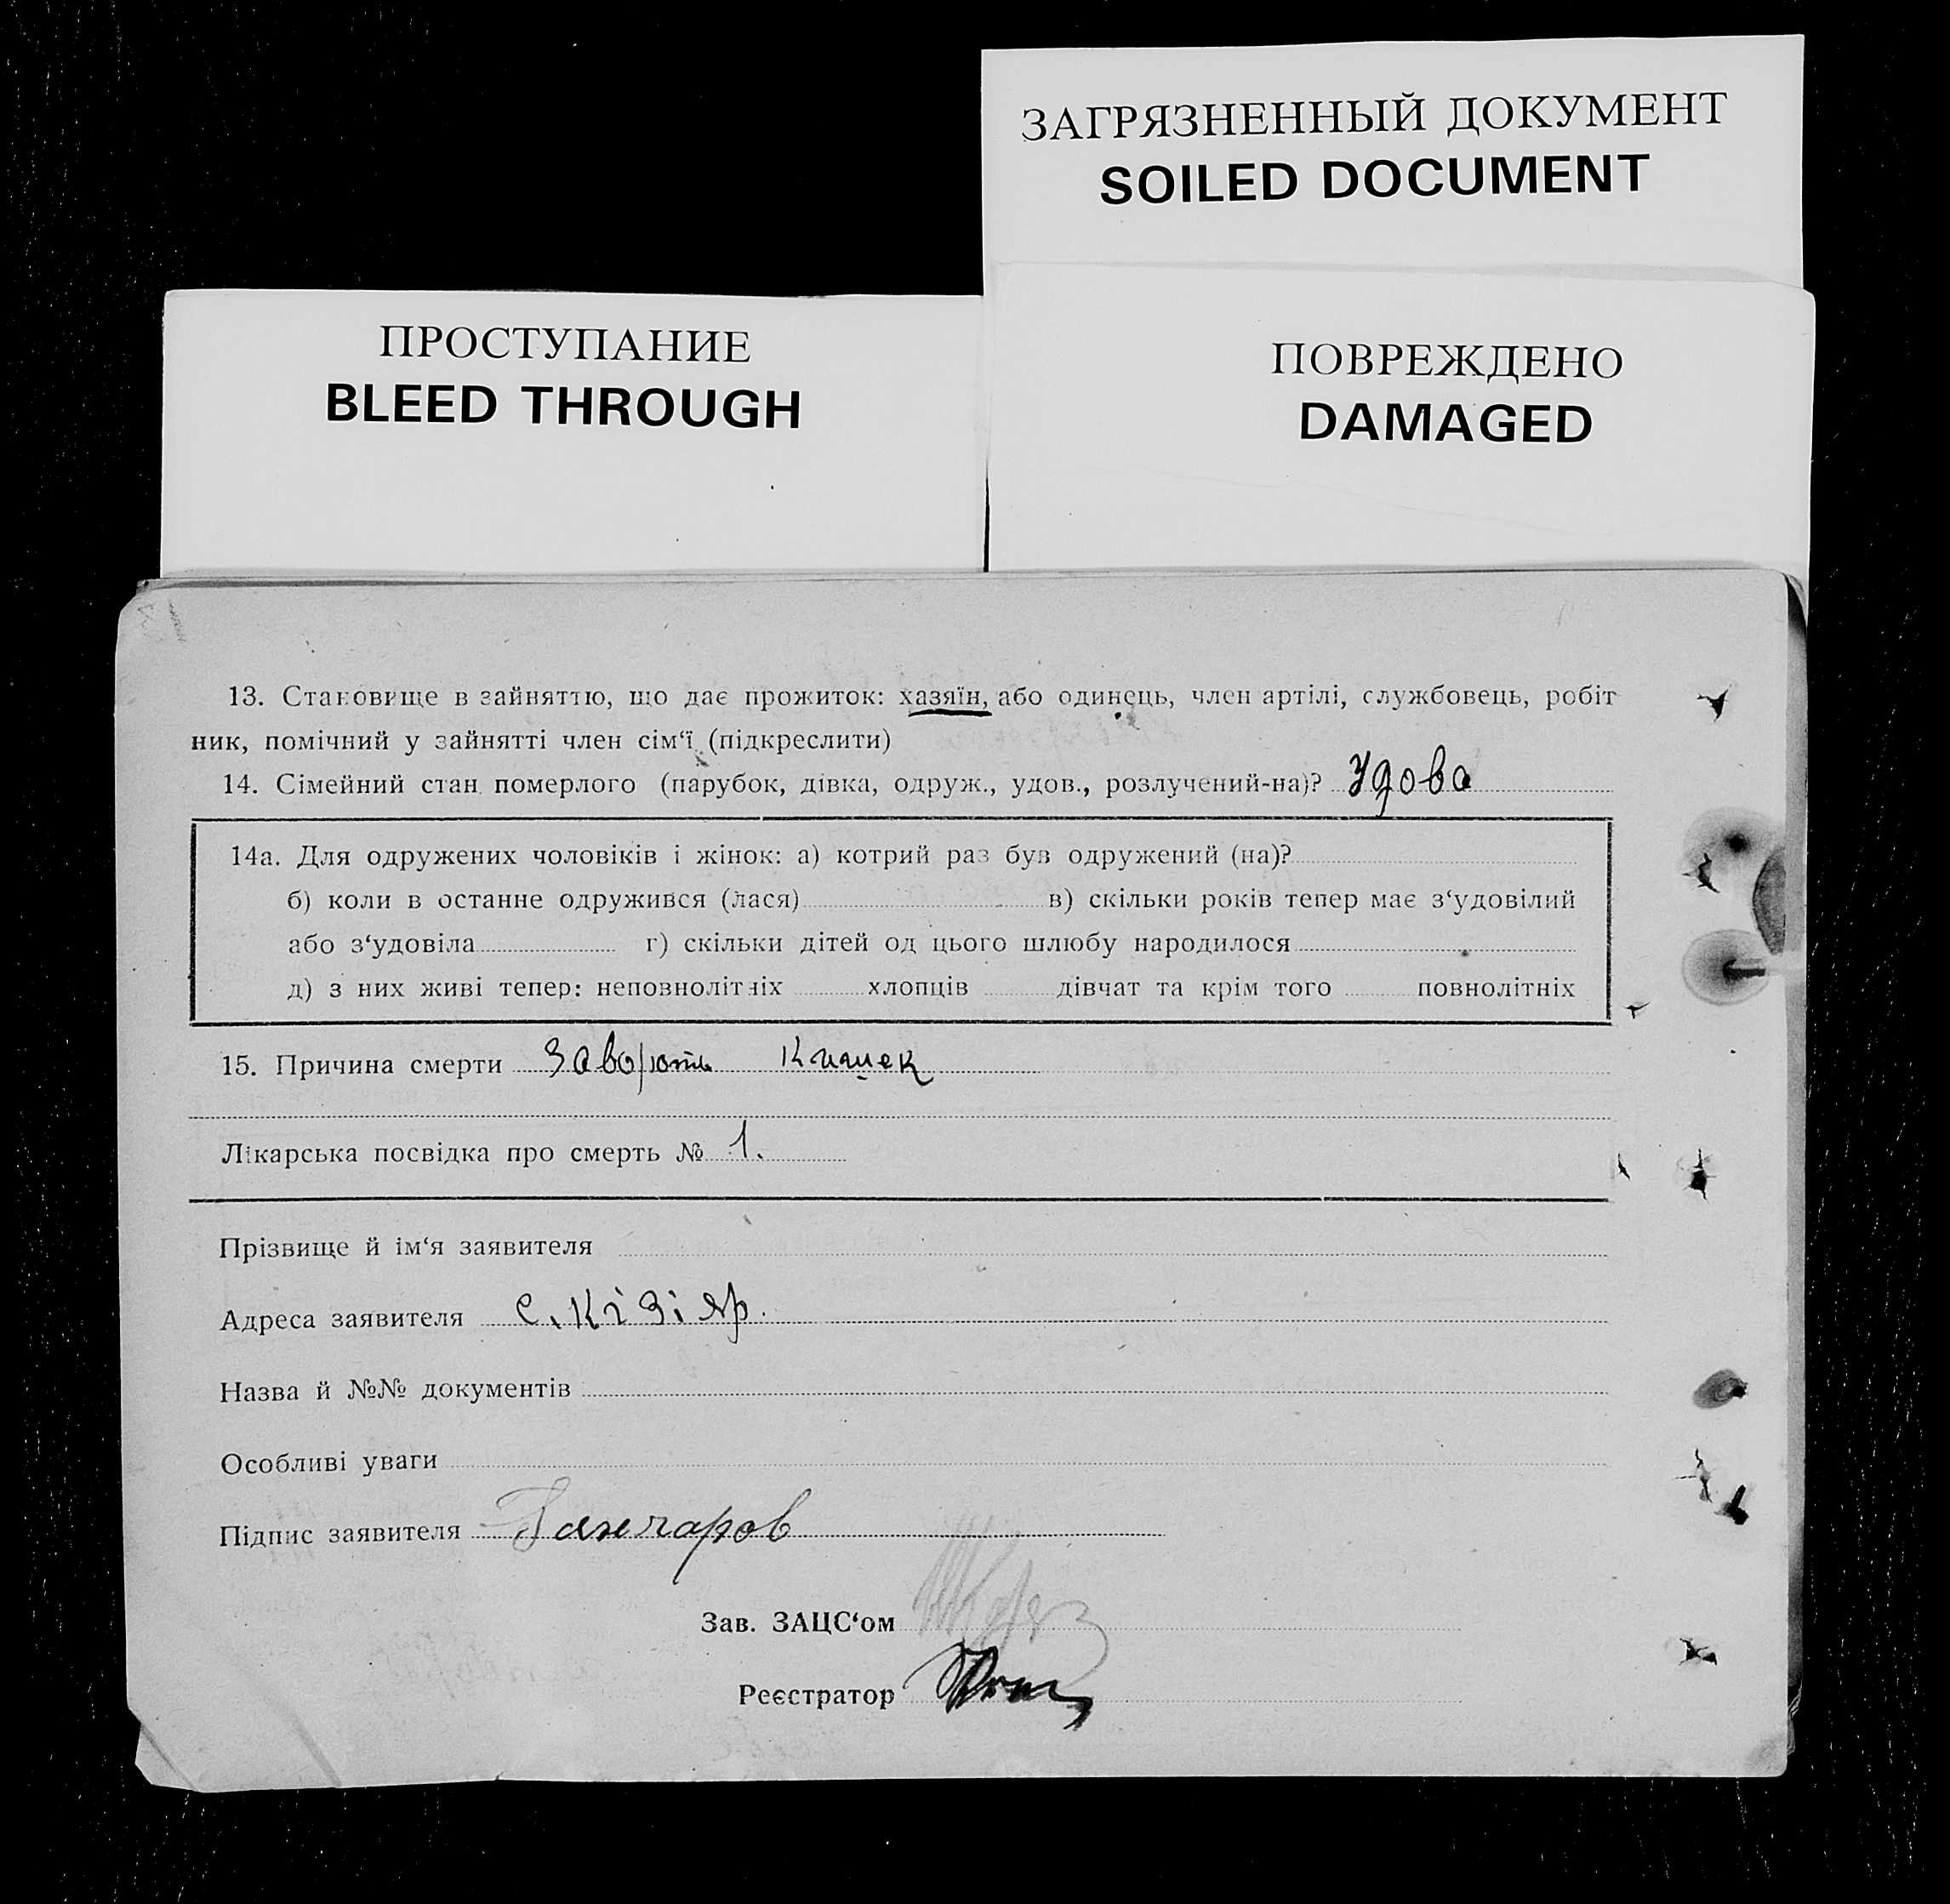 ЗАГРЯЗНЕННЫЙ ДОКУМЕНТ
SOILED DOCUMENT
ПРОСТУПАНИЕ
BLEED THROUGH
ПОВРЕЖДЕНО
DAMAGED
13. Становище в зайняттю, що дає прожиток: хазяїн, або одинець, член артілі, службовець, робіт
ник, помічний у зайнятті член сім‘ї (підкреслити)
14. Сімейний стан померлого (парубок, дівка, одруж., удов., розлучений-на)? Удова
14а. Для одружених чоловіків і жінок: а) котрий раз був одружений (на)?
б) коли в останне одружився (лася) в) скільки років тепер має з‘удовілий
або з‘удовіла г) скільки дітей од цього шлюбу народилося
д) з них живі тепер: неповнолітніх хлопців дівчат та крім того повнолітніх
15. Причина смерти Заворють Кишек
Лікарська посвідка про смерть № 1.
Прізвище й ім‘я заявителя
Адреса заявителя с. Кізі яр.
Назва й №№ документів
Особливі уваги
Підпис заявителя
Зав. ЗАЦС‘ом
Реєстратор